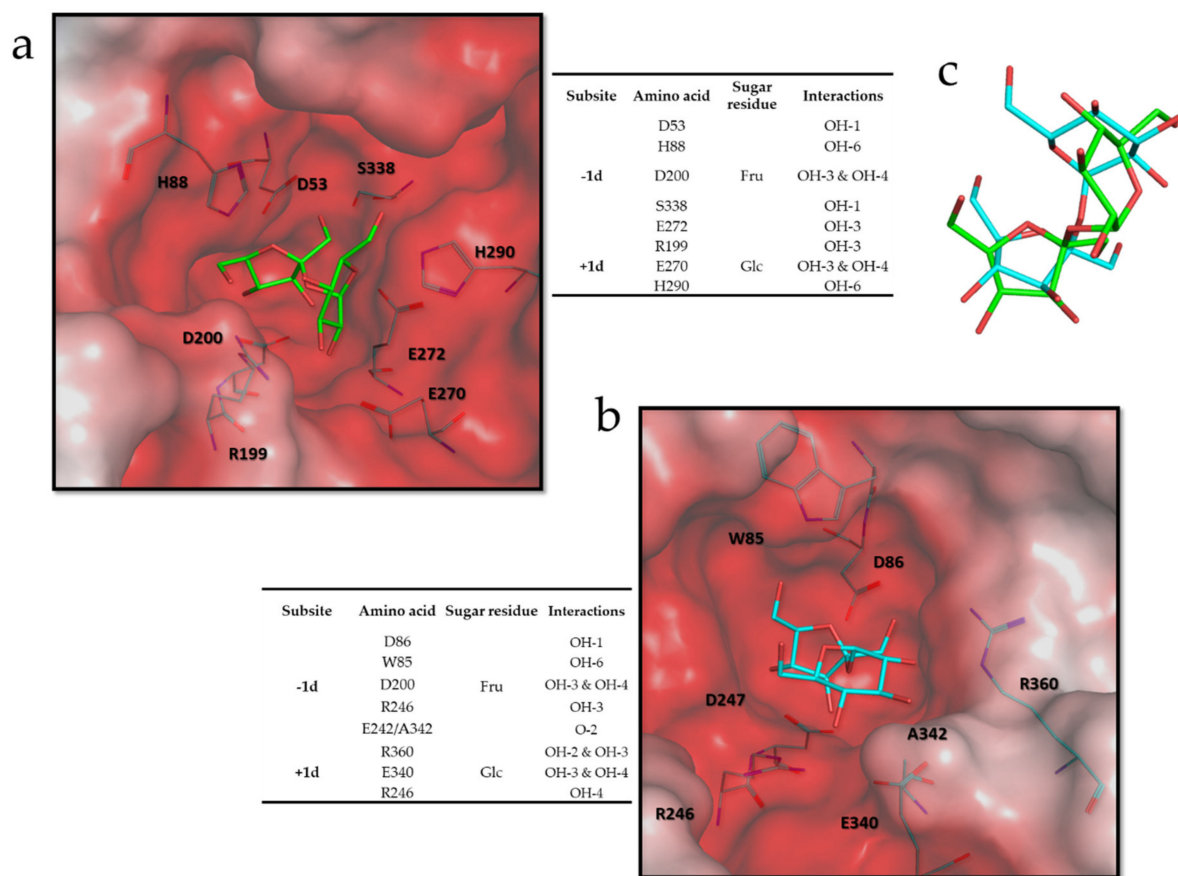 a
H88
D53
S338
H290
D200
E272
E270
R199
Subsite Amino acid Sugar residue Interactions
D53 OH-1
H88 OH-6
-1d D200 Fru OH-3 & OH-4
S338 OH-1
E272 OH-3
R199 OH-3
+1d E270 Glc OH-3 & OH-4
H290 OH-6
c
b
W85
D86
R360
D247
A342
R246
E340
Subsite Amino acid Sugar residue Interactions
D86 OH-1
W85 OH-6
-1d D200 Fru OH-3 & OH-4
R246 OH-3
E242/A342 O-2
R360 OH-2 & OH-3
+1d E340 Glc OH-3 & OH-4
R246 OH-4